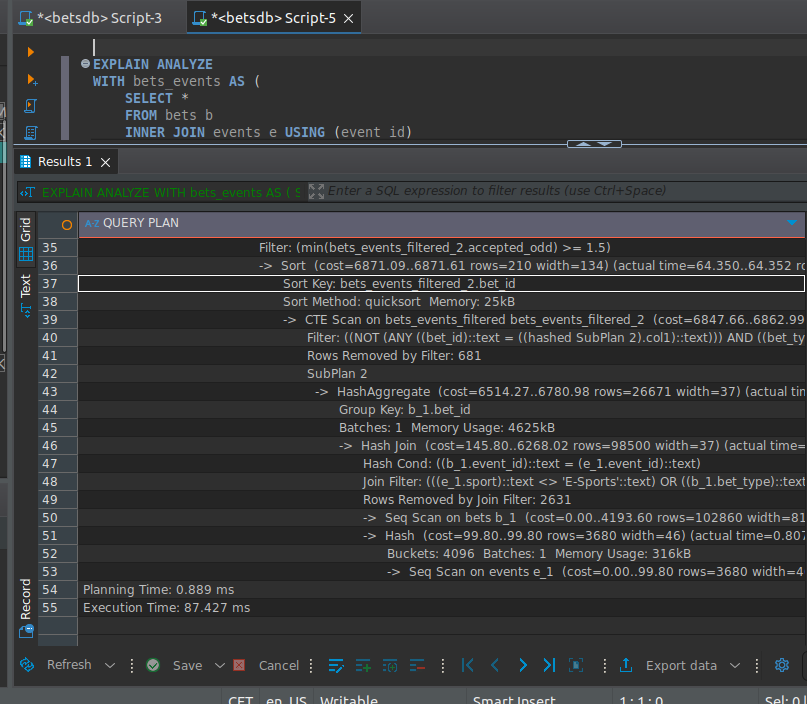 *<betsdb> Script-3
*<betsdb> Script-5
EXPLAIN ANALYZE
WITH bets_events AS (
SELECT *
FROM bets b
INNER JOIN events e USING (event_id)
Results 1
EXPLAIN ANALYZE WITH bets_events AS ( S
Enter a SQL expression to filter results (use Ctrl+Space)
Grid
Text
Record
A-Z QUERY PLAN
35 Filter: (min(bets_events_filtered_2.accepted_odd) >= 1.5)
36 -> Sort (cost=6871.09..6871.61 rows=210 width=134) (actual time=64.350..64.352 ro
37 Sort Key: bets_events_filtered_2.bet_id
38 Sort Method: quicksort Memory: 25kB
39 -> CTE Scan on bets_events_filtered bets_events_filtered_2 (cost=6847.66..6862.99
40 Filter: ((NOT (ANY ((bet_id)::text = ((hashed SubPlan 2).col1)::text))) AND ((bet_ty
41 Rows Removed by Filter: 681
42 SubPlan 2
43 -> HashAggregate (cost=6514.27..6780.98 rows=26671 width=37) (actual tim
44 Group Key: b_1.bet_id
45 Batches: 1 Memory Usage: 4625kB
46 -> Hash Join (cost=145.80..6268.02 rows=98500 width=37) (actual time=
47 Hash Cond: ((b_1.event_id)::text = (e_1.event_id)::text)
48 Join Filter: (((e_1.sport)::text <> 'E-Sports'::text) OR ((b_1.bet_type)::text
49 Rows Removed by Join Filter: 2631
50 -> Seq Scan on bets b_1 (cost=0.00..4193.60 rows=102860 width=81
51 -> Hash (cost=99.80..99.80 rows=3680 width=46) (actual time=0.807
52 Buckets: 4096 Batches: 1 Memory Usage: 316kB
53 -> Seq Scan on events e_1 (cost=0.00..99.80 rows=3680 width=4
54 Planning Time: 0.889 ms
55 Execution Time: 87.427 ms
Refresh
Save
Cancel
Export data
CET
en_US
Writable
Smart Insert
1 : 1 : 0
Sel: 0